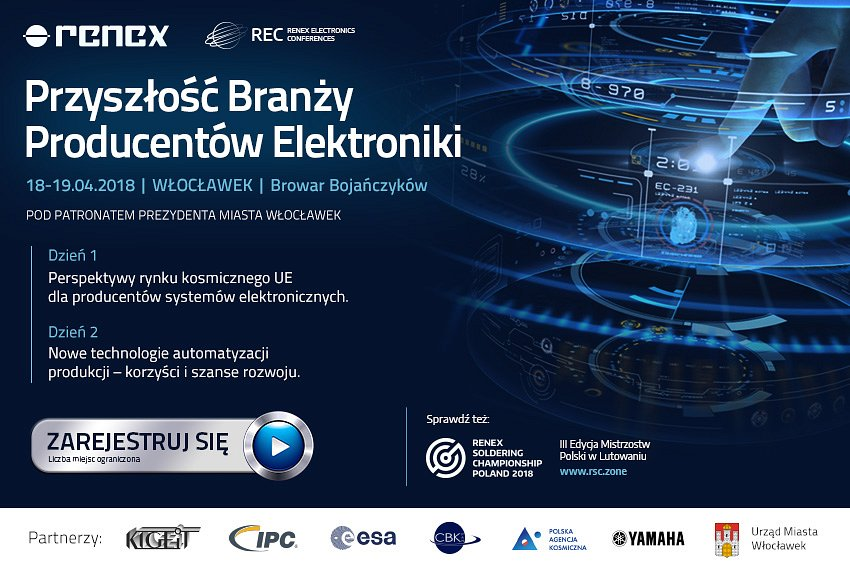 renex
REC RENEX ELECTRONICS
CONFERENCES
Przyszłość Branży
Producentów Elektroniki
18-19.04.2018 | WŁOCŁAWEK | Browar Bojańczyków
POD PATRONATEM PREZYDENTA MIASTA WŁOCŁAWEK
Dzień 1
Perspektywy rynku kosmicznego UE
dla producentów systemów elektronicznych.
Dzień 2
Nowe technologie automatyzacji
produkcji – korzyści i szanse rozwoju.
8-970
28%
2:0
EC-231
ZAREJESTRUJ SIĘ
Liczba miejsc ograniczona
Sprawdź też:
RENEX
SOLDERING
CHAMPIONSHIP
POLAND 2018
III Edycja Mistrzostw
Polski w Lutowaniu
www.rsc.zone
Partnerzy:
KIGEiT
IPC
esa
CBK
POLSKA
AGENCJA
KOSMICZNA
YAMAHA
Urząd Miasta
Włocławek